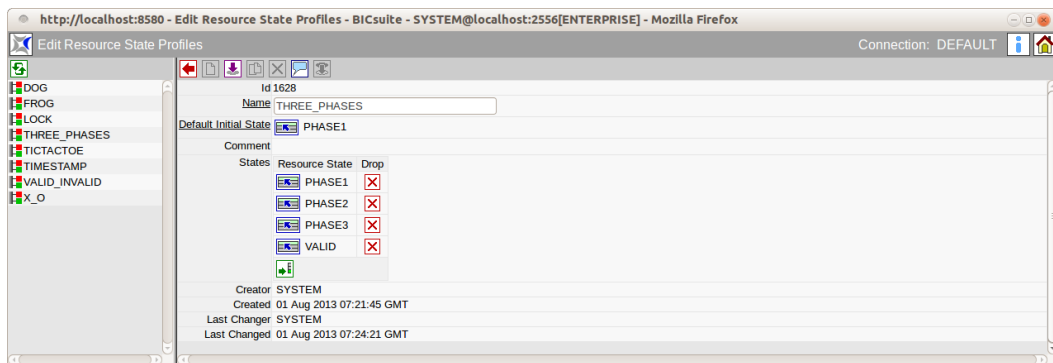 http://localhost:8580 - Edit Resource State Profiles - BICsuite - SYSTEM@localhost:2556[ENTERPRISE] - Mozilla Firefox
Edit Resource State Profiles
Connection: DEFAULT
DOG
FROG
LOCK
THREE_PHASES
TICTACTOE
TIMESTAMP
VALID_INVALID
X_O
Id 1628
Name THREE_PHASES
Default Initial State PHASE1
Comment
States Resource State Drop
PHASE1
PHASE2
PHASE3
VALID
Creator SYSTEM
Created 01 Aug 2013 07:21:45 GMT
Last Changer SYSTEM
Last Changed 01 Aug 2013 07:24:21 GMT